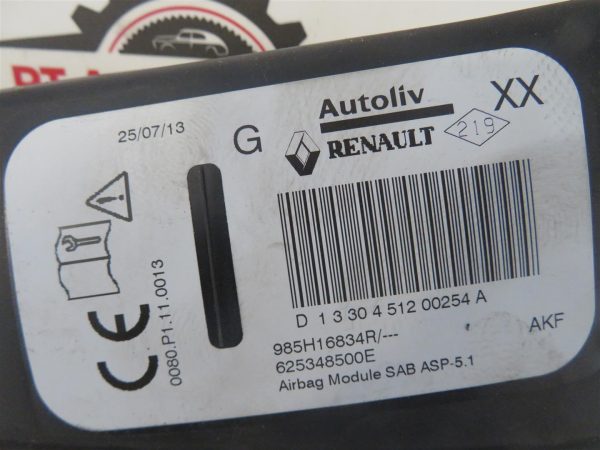 25/07/13
G
Autoliv
XX
RENAULT
219
D 1 3 30 4 512 00254 A
985H16834R/---
625348500E
Airbag Module SAB ASP-5.1
AKF
CE
0080.P1.11.0013